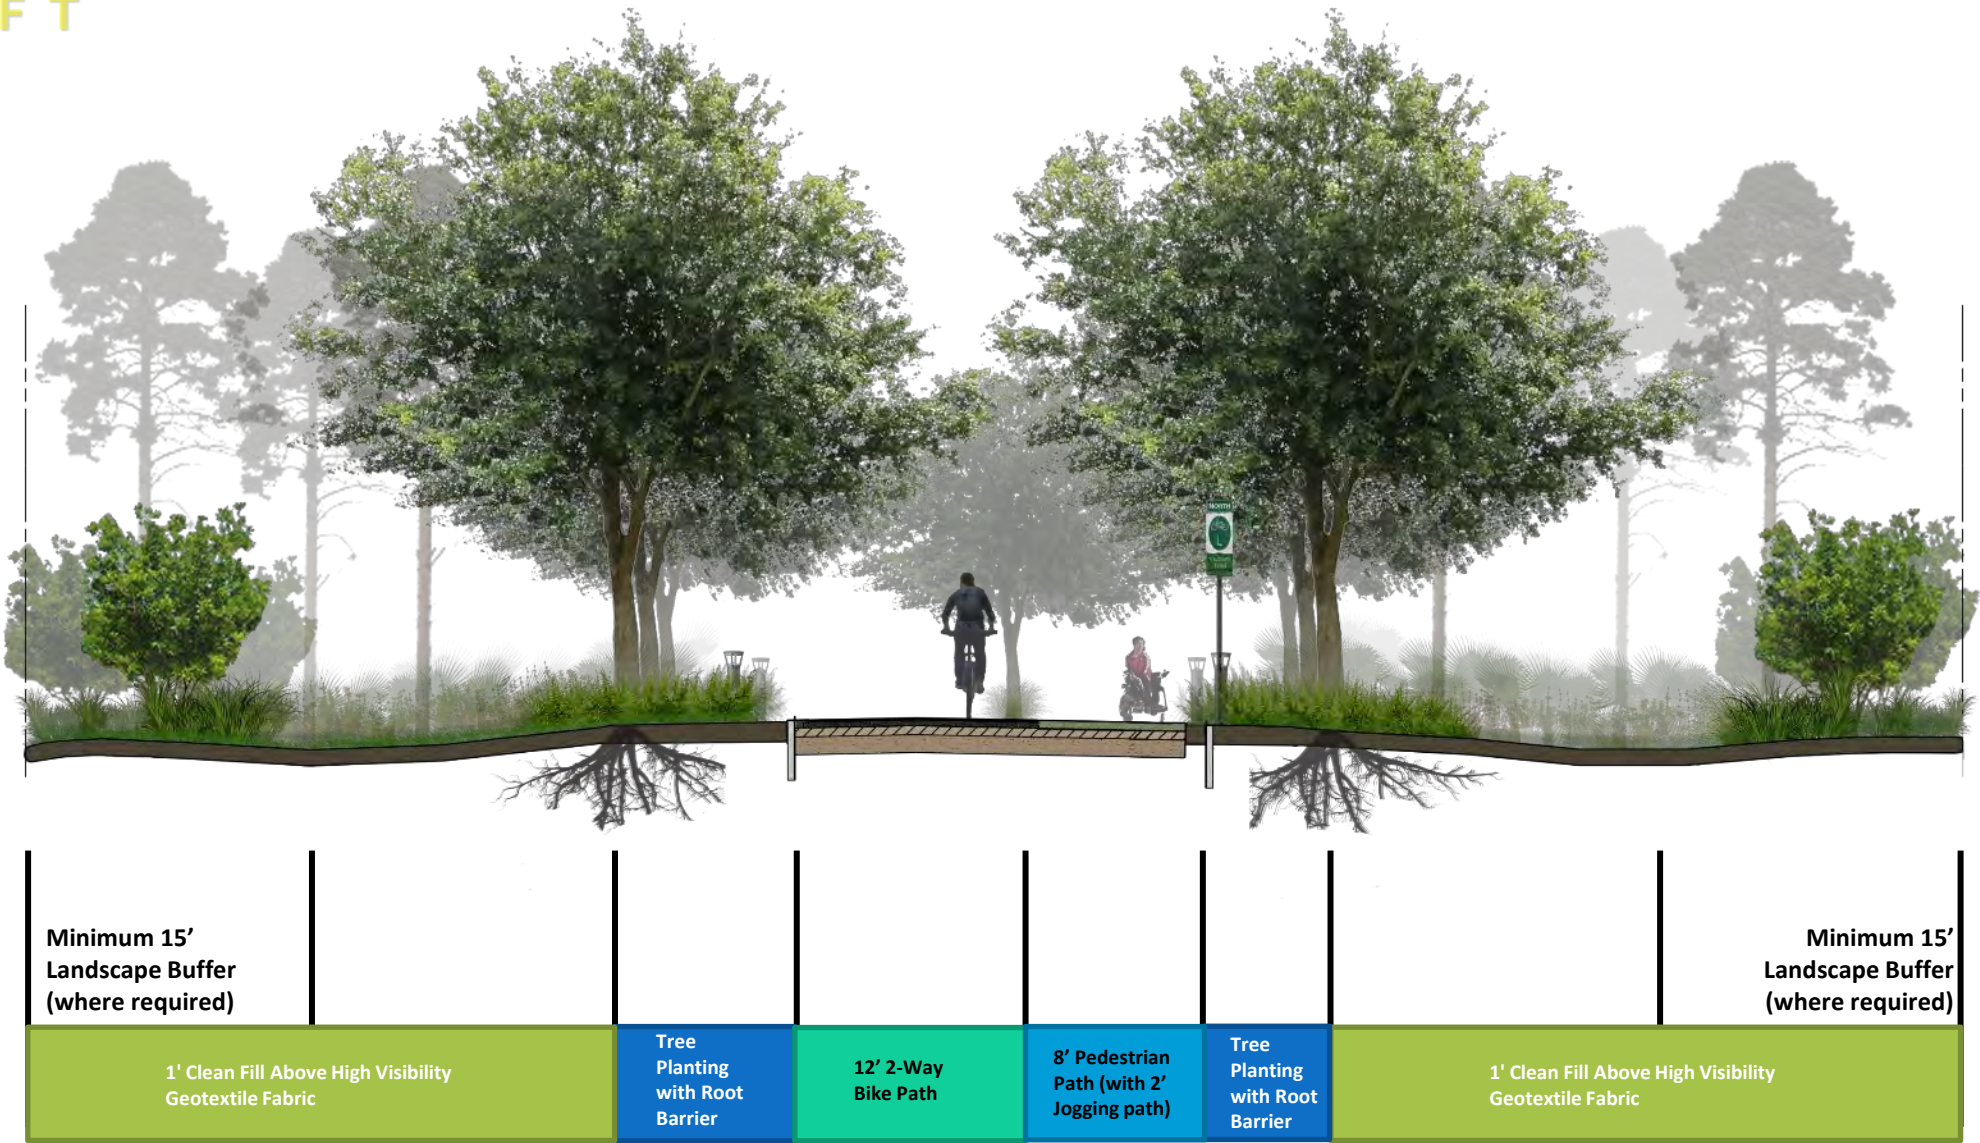 F T
NORTH
Minimum 15’
Landscape Buffer
(where required)
Minimum 15’
Landscape Buffer
(where required)
1' Clean Fill Above High Visibility
Geotextile Fabric
Tree
Planting
with Root
Barrier
12’ 2-Way
Bike Path
8’ Pedestrian
Path (with 2’
Jogging path)
Tree
Planting
with Root
Barrier
1' Clean Fill Above High Visibility
Geotextile Fabric